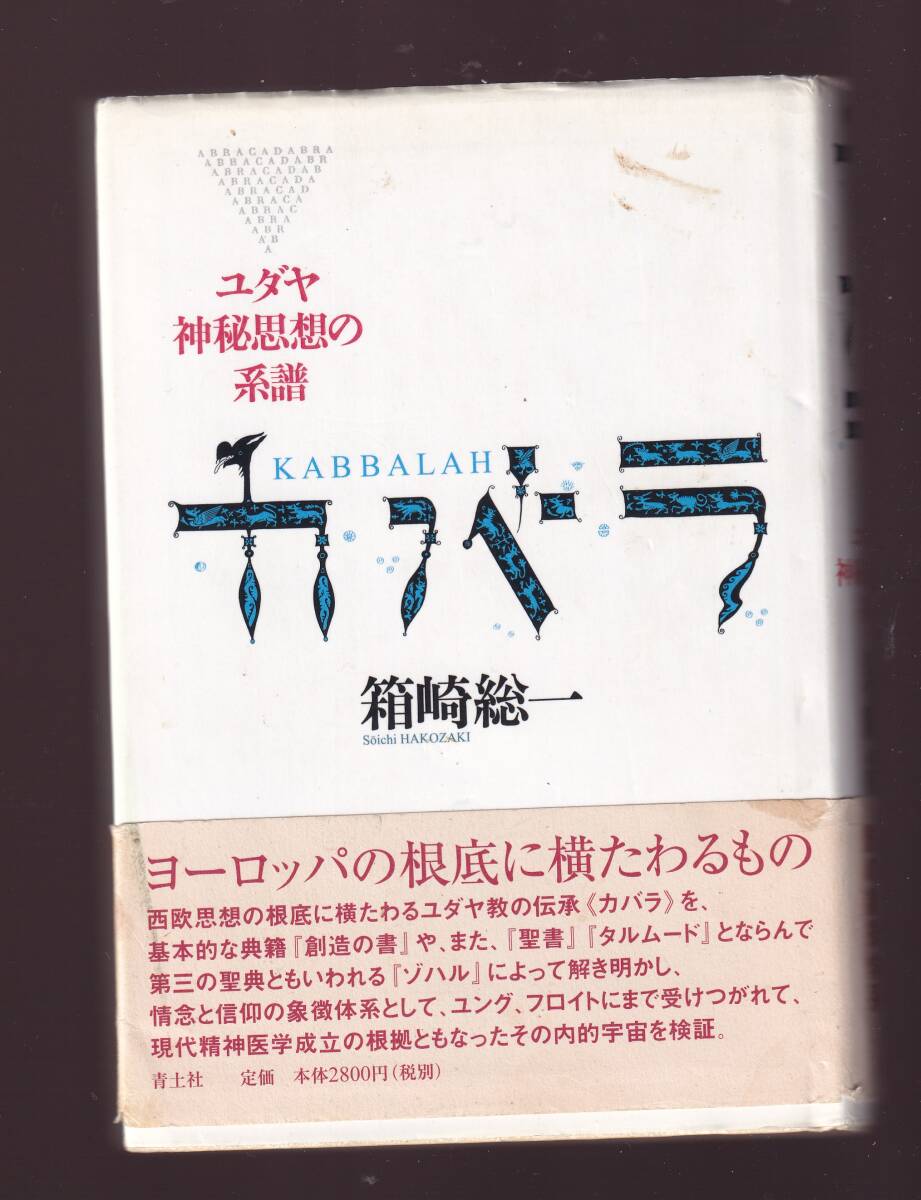 ABRACADABRA
ABRACADABR
ABRACADAB
ABRACADA
ABRACAD
ABRACA
ABRAC
ABRA
ABR
AB
A
ユダヤ
神秘思想の
系譜
KABBALAH
カバラ
箱崎総一
Sōichi HAKOZAKI
ヨーロッパの根底に横たわるもの
西欧思想の根底に横たわるユダヤ教の伝承《カバラ》を、
基本的な典籍『創造の書』や、また、『聖書』『タルムード』とならんで
第三の聖典ともいわれる『ゾハル』によって解き明かし、
情念と信仰の象徴体系として、ユング、フロイトにまで受けつがれて、
現代精神医学成立の根拠ともなったその内的宇宙を検証。
青土社 定価 本体2800円(税別)